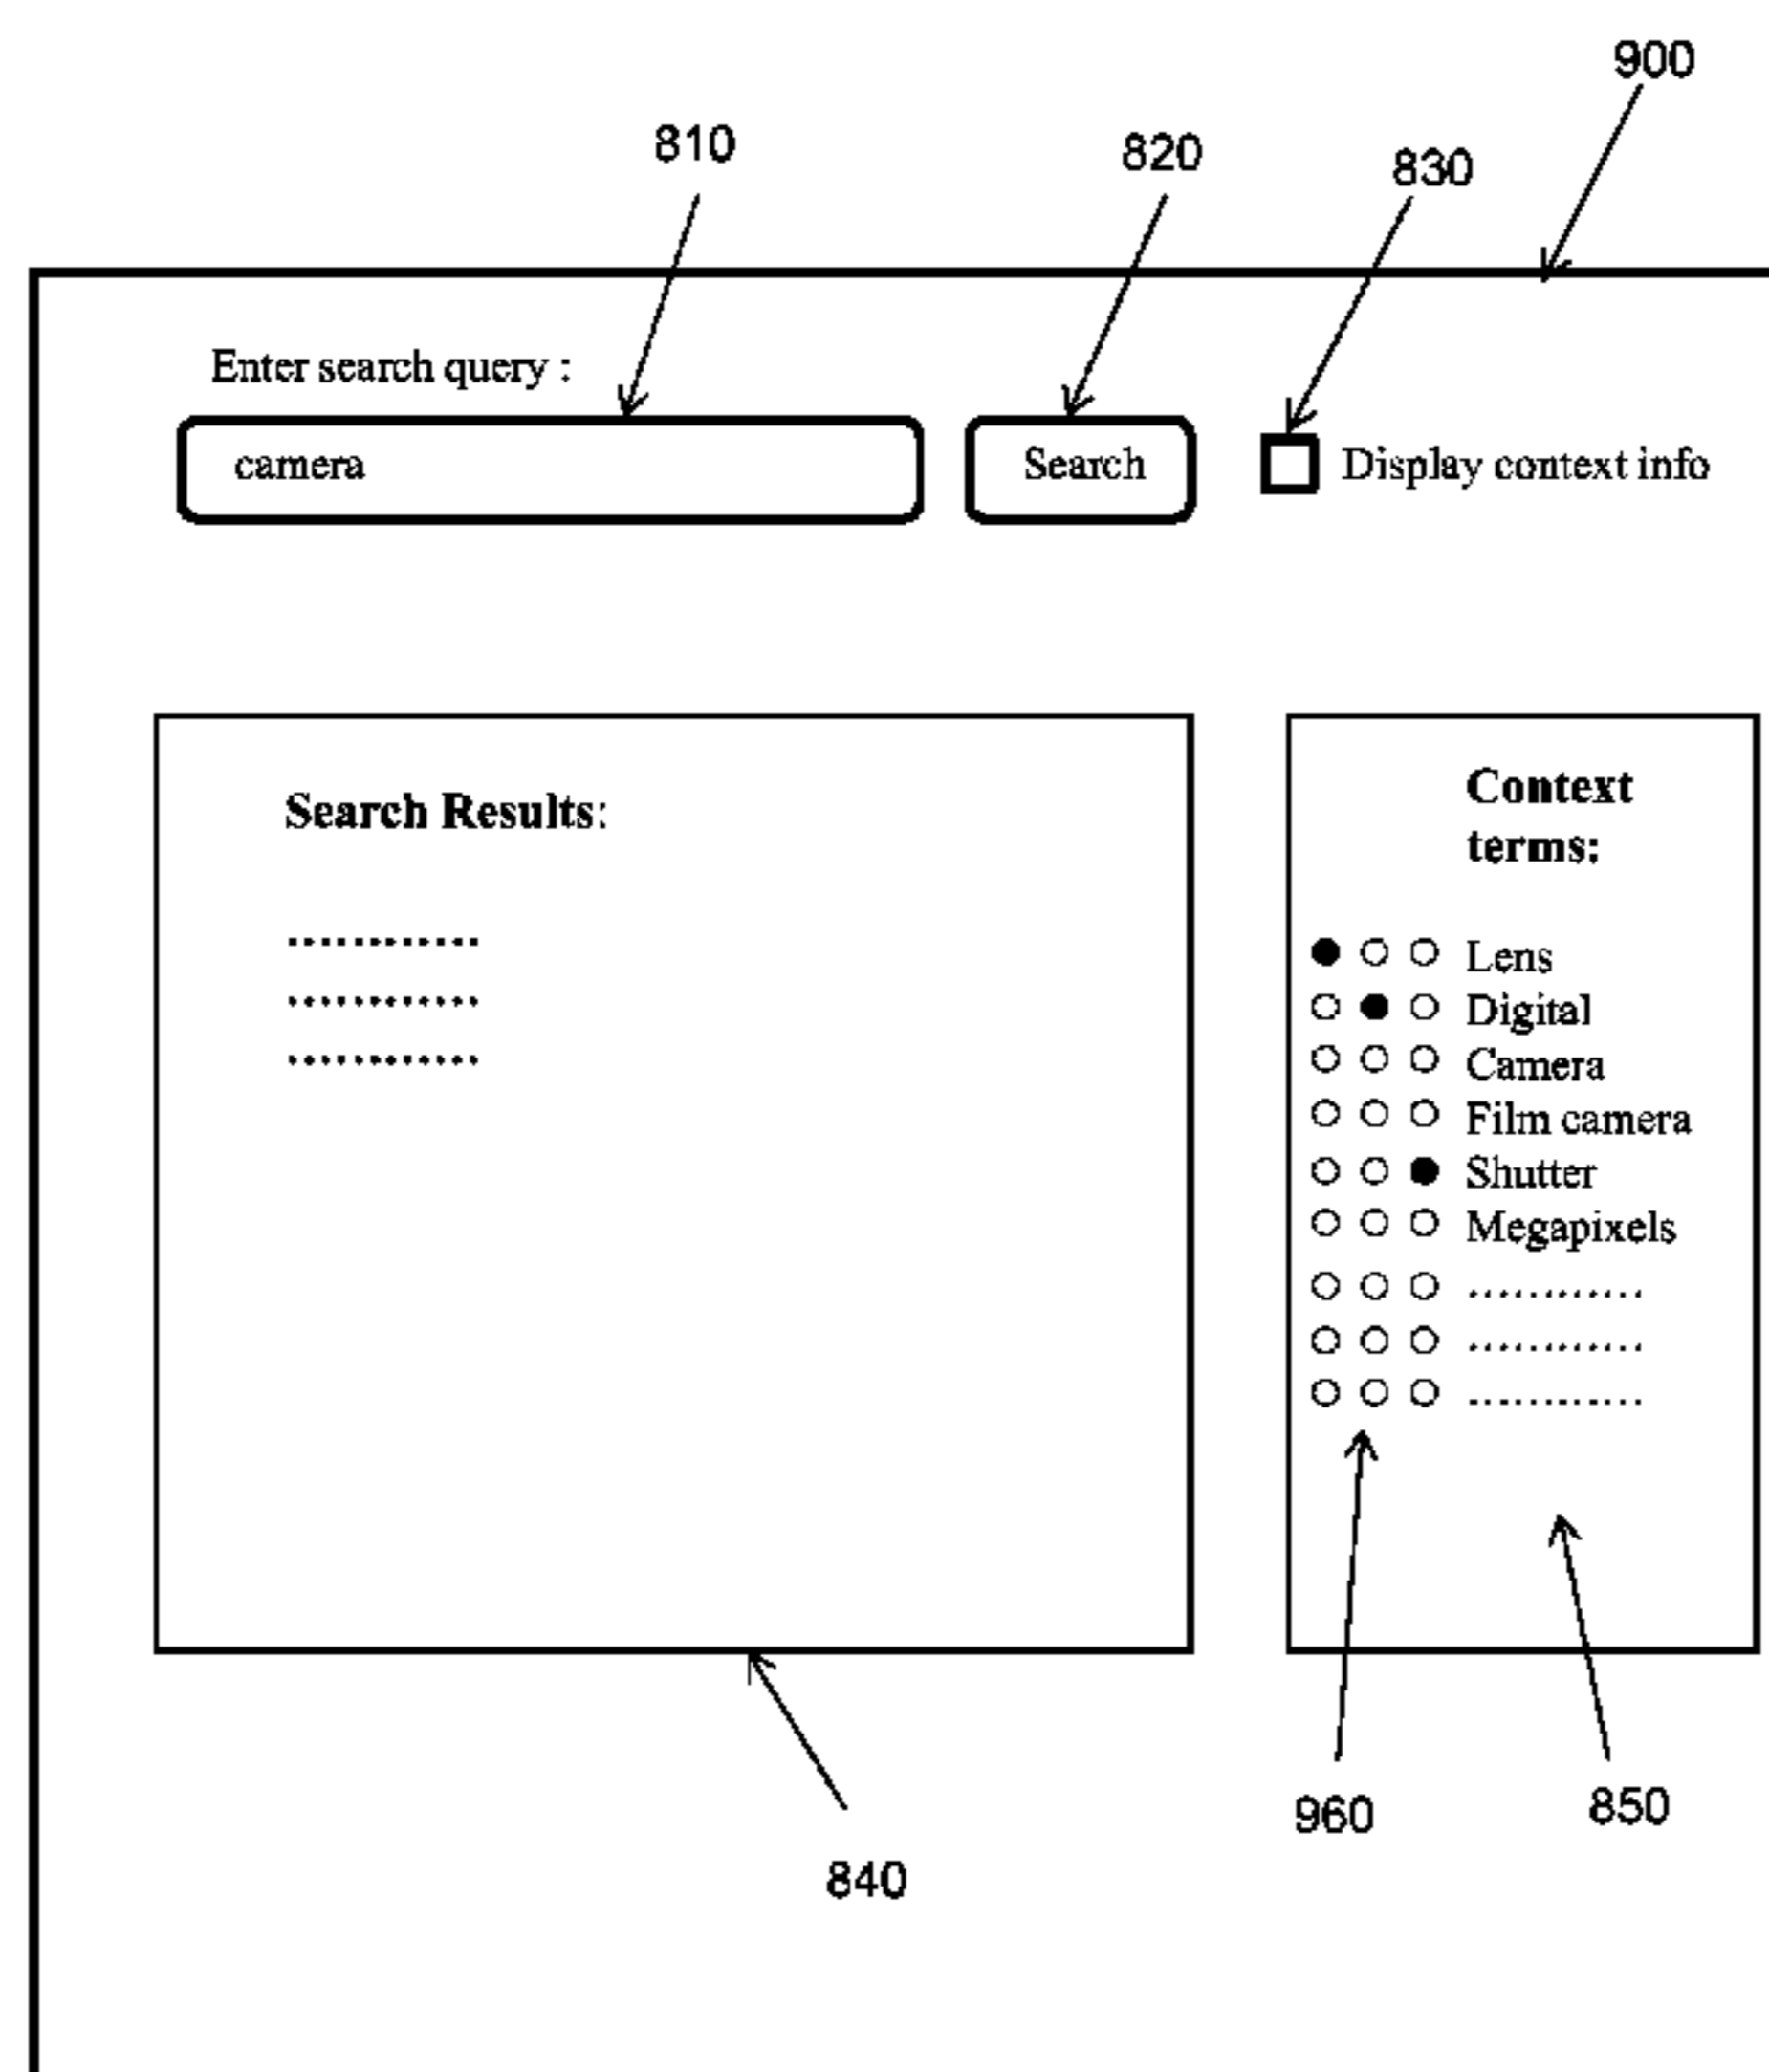 900
810
820
830
Enter search query :
camera
Search
Display context info
Search Results:
............
............
............
Context
terms:
Lens
Digital
Camera
Film camera
Shutter
Megapixels
............
............
............
960
850
840